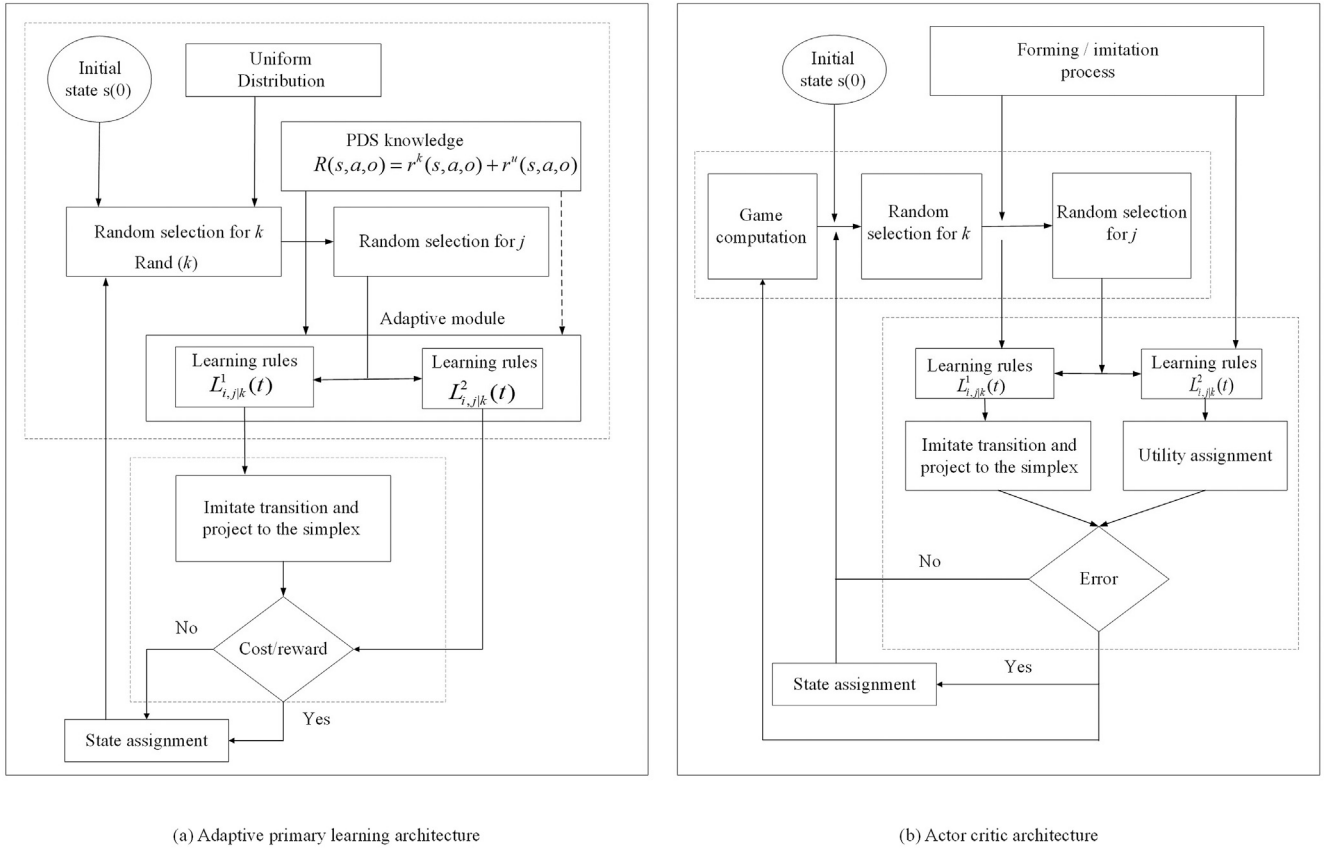 Initial
state s(0)
Uniform
Distribution
PDS knowledge
R(s,a,o) = r^k(s,a,o) + r^u(s,a,o)
Random selection for k
Rand (k)
Random selection for j
Adaptive module
Learning rules
L^1_{i,j|k}(t)
Learning rules
L^2_{i,j|k}(t)
Imitate transition and
project to the simplex
No
Cost/reward
Yes
State assignment
(a) Adaptive primary learning architecture
Initial
state s(0)
Forming / imitation
process
Game
computation
Random
selection for k
Random selection
for j
Learning rules
L^1_{i,j|k}(t)
Learning rules
L^2_{i,j|k}(t)
Imitate transition and
project to the simplex
Utility assignment
No
Error
Yes
State assignment
(b) Actor critic architecture